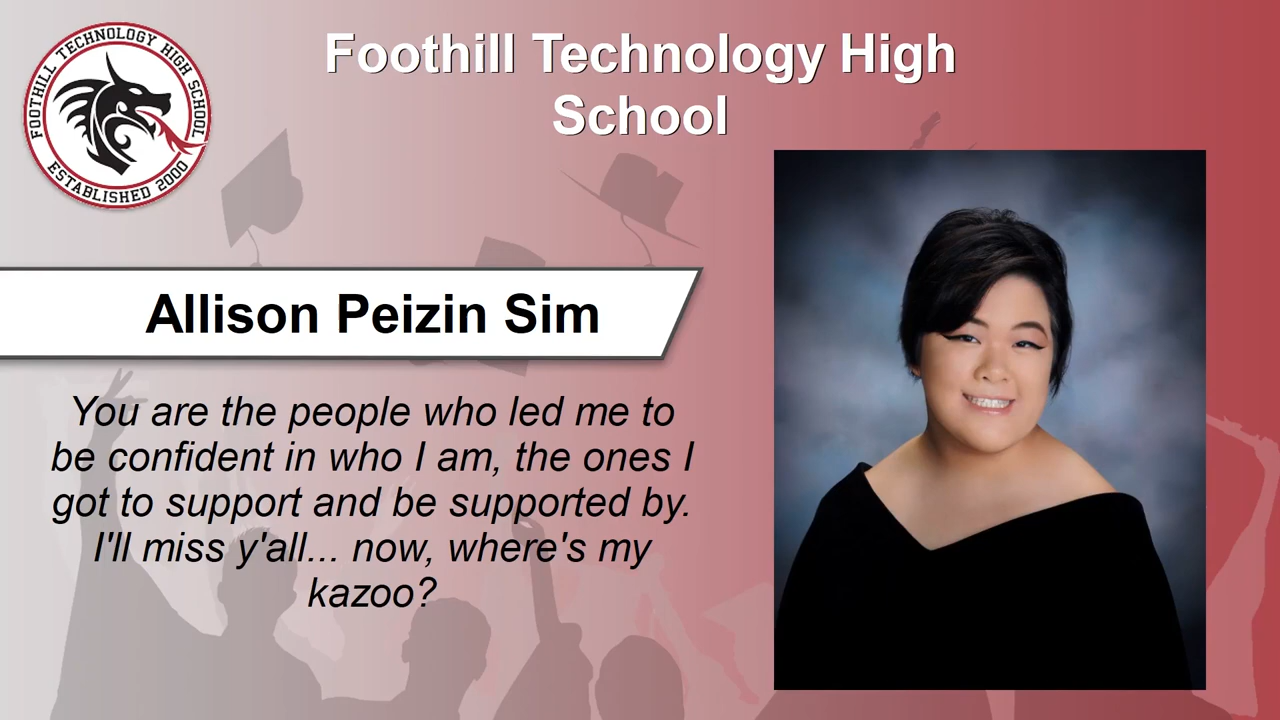 FOOTHILL TECHNOLOGY HIGH SCHOOL
ESTABLISHED 2000
Foothill Technology High
School
Allison Peizin Sim
You are the people who led me to
be confident in who I am, the ones I
got to support and be supported by.
I'll miss y'all... now, where's my
kazoo?